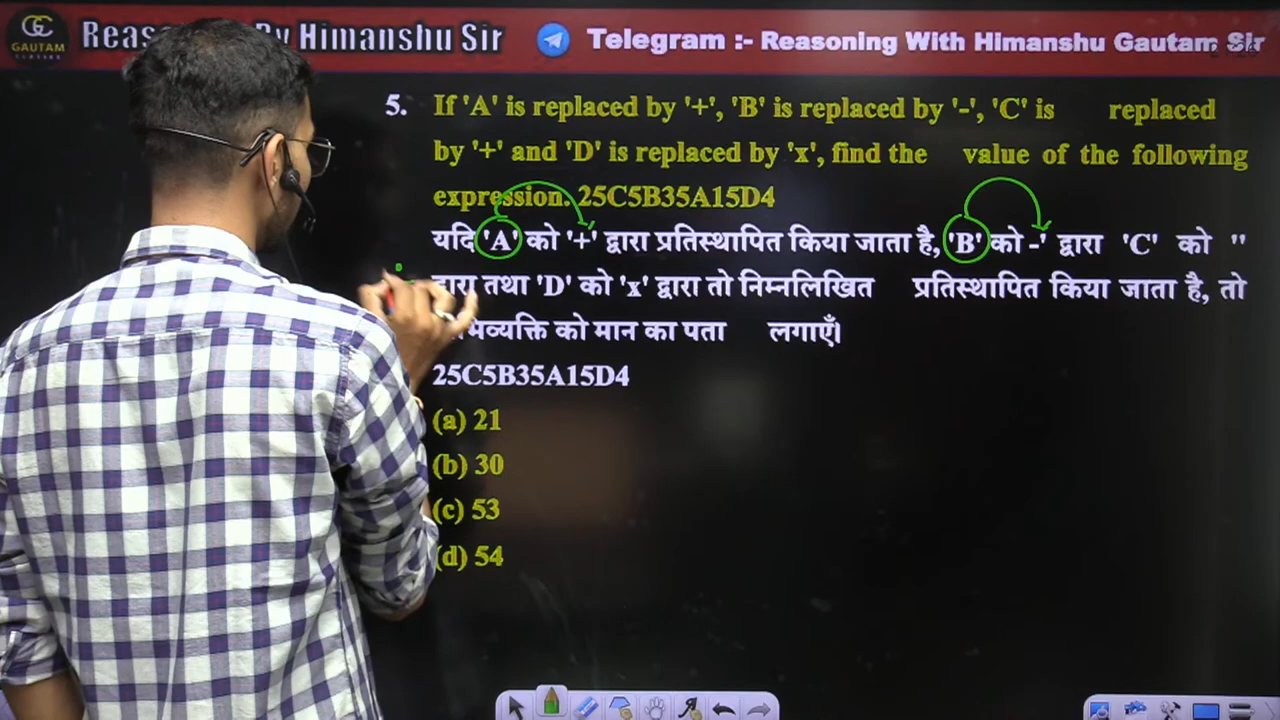 GC
GAUTAM
CLASSES
By Himanshu Sir
Telegram :- Reasoning With Himanshu Gautam Sir
5. If 'A' is replaced by '+', 'B' is replaced by '-', 'C' is replaced
by '+' and 'D' is replaced by 'x', find the value of the following
expression. 25C5B35A15D4
यदि 'A' को '+' द्वारा प्रतिस्थापित किया जाता है, 'B' को -' द्वारा 'C' को "
द्वारा तथा 'D' को 'x' द्वारा तो निम्नलिखित प्रतिस्थापित किया जाता है, तो
को मान का पता लगाएँ।
25C5B35A15D4
(a) 21
(b) 30
(c) 53
(d) 54